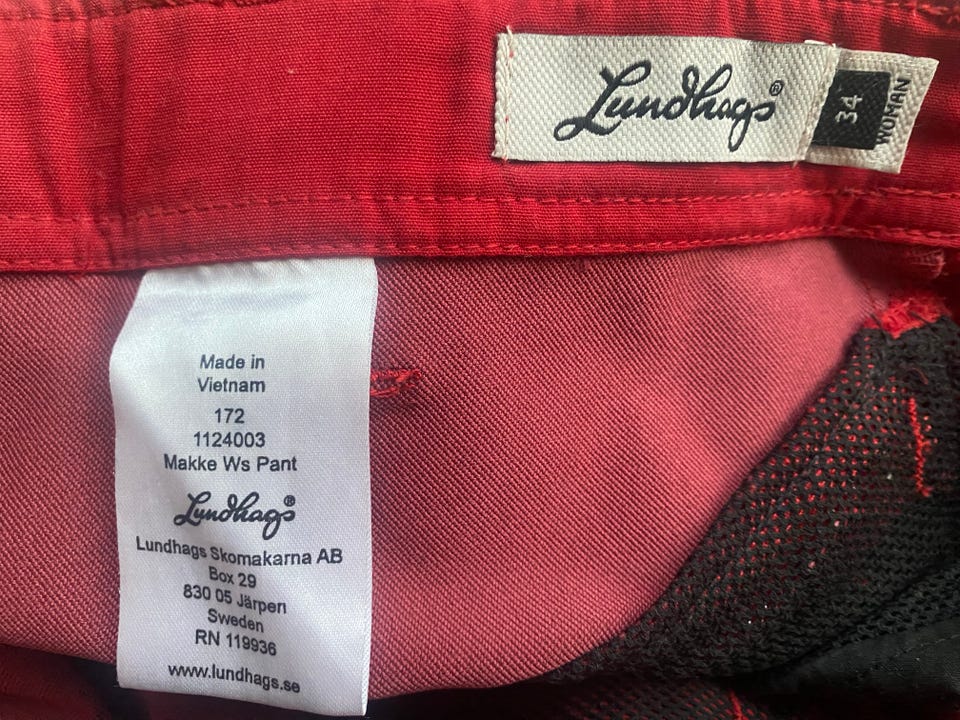 Lundhags®
34
WOMAN
Made in
Vietnam
172
1124003
Makke Ws Pant
Lundhags®
Lundhags Skomakarna AB
Box 29
830 05 Järpen
Sweden
RN 119936
www.lundhags.se